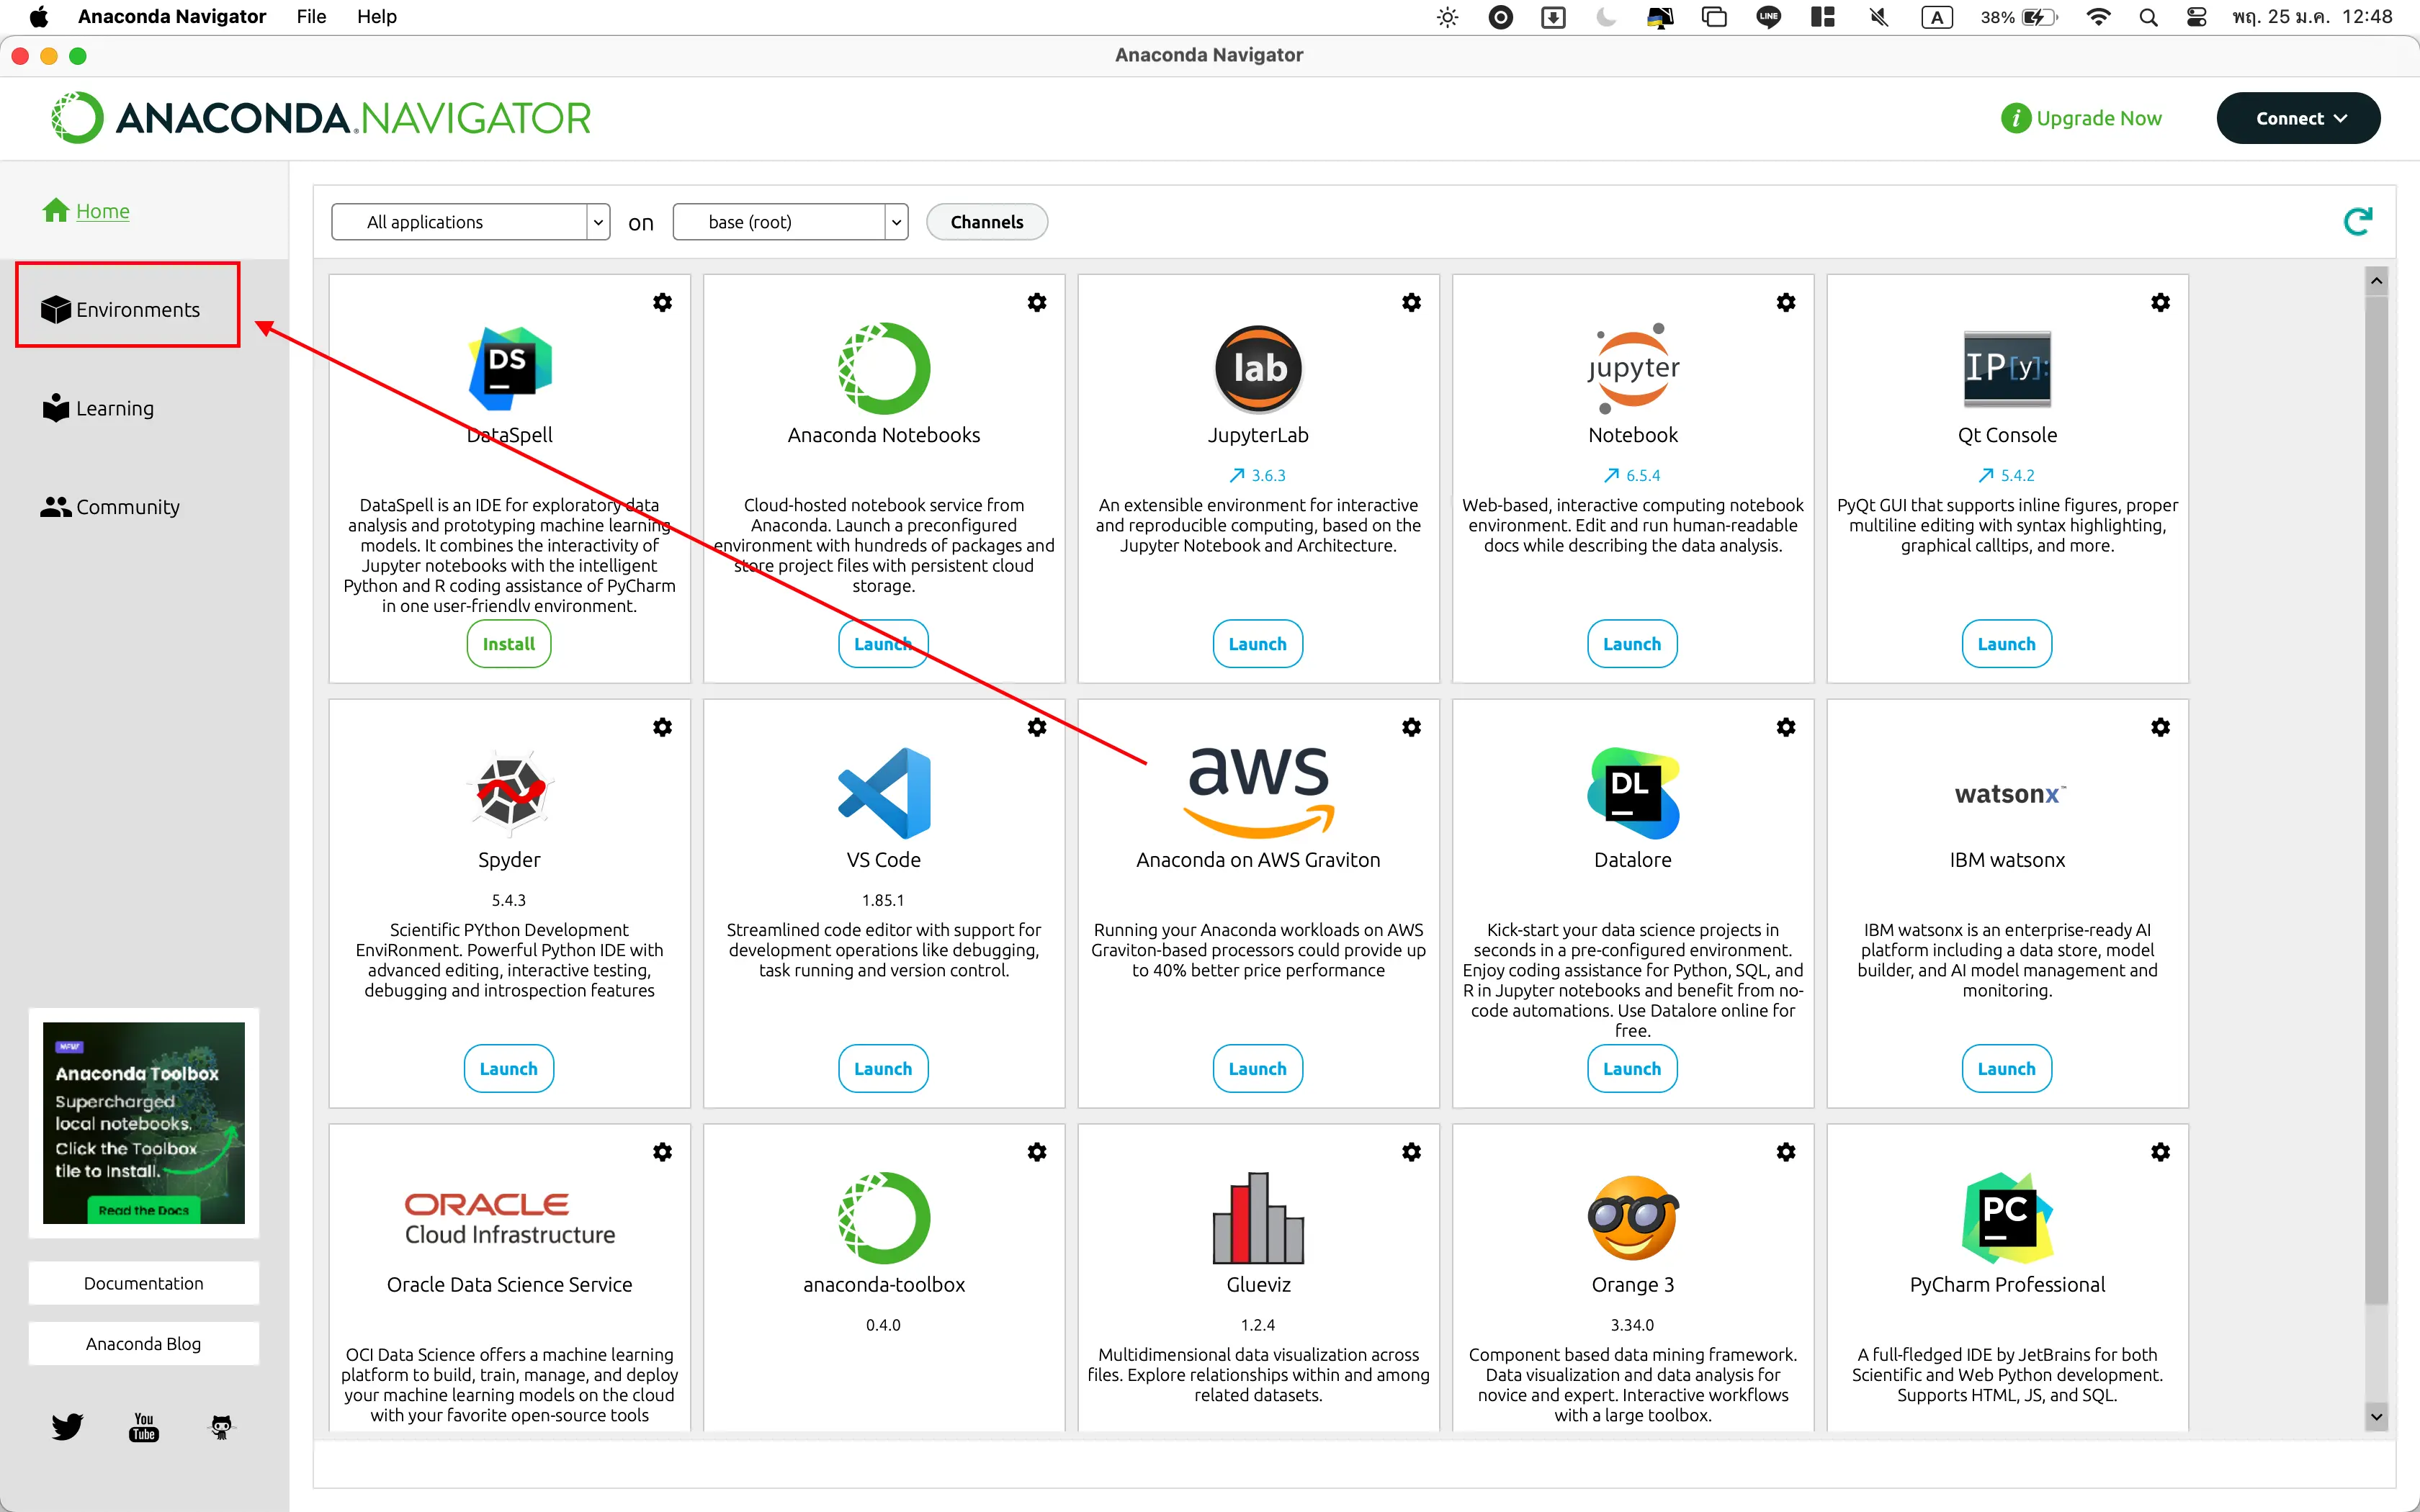 Anaconda Navigator File Help
LINE A 38% พฤ. 25 ม.ค. 12:48
Anaconda Navigator
ANACONDA.NAVIGATOR
i Upgrade Now
Connect
Home
Environments
Learning
Community
All applications on base (root) Channels
DS
DataSpell
DataSpell is an IDE for exploratory data
analysis and prototyping machine learning
models. It combines the interactivity of
Jupyter notebooks with the intelligent
Python and R coding assistance of PyCharm
in one user-friendly environment.
Install
Anaconda Notebooks
Cloud-hosted notebook service from
Anaconda. Launch a preconfigured
environment with hundreds of packages and
store project files with persistent cloud
storage.
Launch
lab
JupyterLab
3.6.3
An extensible environment for interactive
and reproducible computing, based on the
Jupyter Notebook and Architecture.
Launch
jupyter
Notebook
6.5.4
Web-based, interactive computing notebook
environment. Edit and run human-readable
docs while describing the data analysis.
Launch
IP[y]:
Qt Console
5.4.2
PyQt GUI that supports inline figures, proper
multiline editing with syntax highlighting,
graphical calltips, and more.
Launch
Spyder
5.4.3
Scientific PYthon Development
EnviRonment. Powerful Python IDE with
advanced editing, interactive testing,
debugging and introspection features
Launch
VS Code
1.85.1
Streamlined code editor with support for
development operations like debugging,
task running and version control.
Launch
aws
Anaconda on AWS Graviton
Running your Anaconda workloads on AWS
Graviton-based processors could provide up
to 40% better price performance
Launch
DL
Datalore
Kick-start your data science projects in
seconds in a pre-configured environment.
Enjoy coding assistance for Python, SQL, and
R in Jupyter notebooks and benefit from no-
code automations. Use Datalore online for
free.
Launch
watsonx™
IBM watsonx
IBM watsonx is an enterprise-ready AI
platform including a data store, model
builder, and AI model management and
monitoring.
Launch
ORACLE
Cloud Infrastructure
Oracle Data Science Service
OCI Data Science offers a machine learning
platform to build, train, manage, and deploy
your machine learning models on the cloud
with your favorite open-source tools
anaconda-toolbox
0.4.0
Glueviz
1.2.4
Multidimensional data visualization across
files. Explore relationships within and among
related datasets.
Orange 3
3.34.0
Component based data mining framework.
Data visualization and data analysis for
novice and expert. Interactive workflows
with a large toolbox.
PC
PyCharm Professional
A full-fledged IDE by JetBrains for both
Scientific and Web Python development.
Supports HTML, JS, and SQL.
NEW
Anaconda Toolbox
Supercharged
local notebooks.
Click the Toolbox
tile to Install.
Read the Docs
Documentation
Anaconda Blog
You
Tube